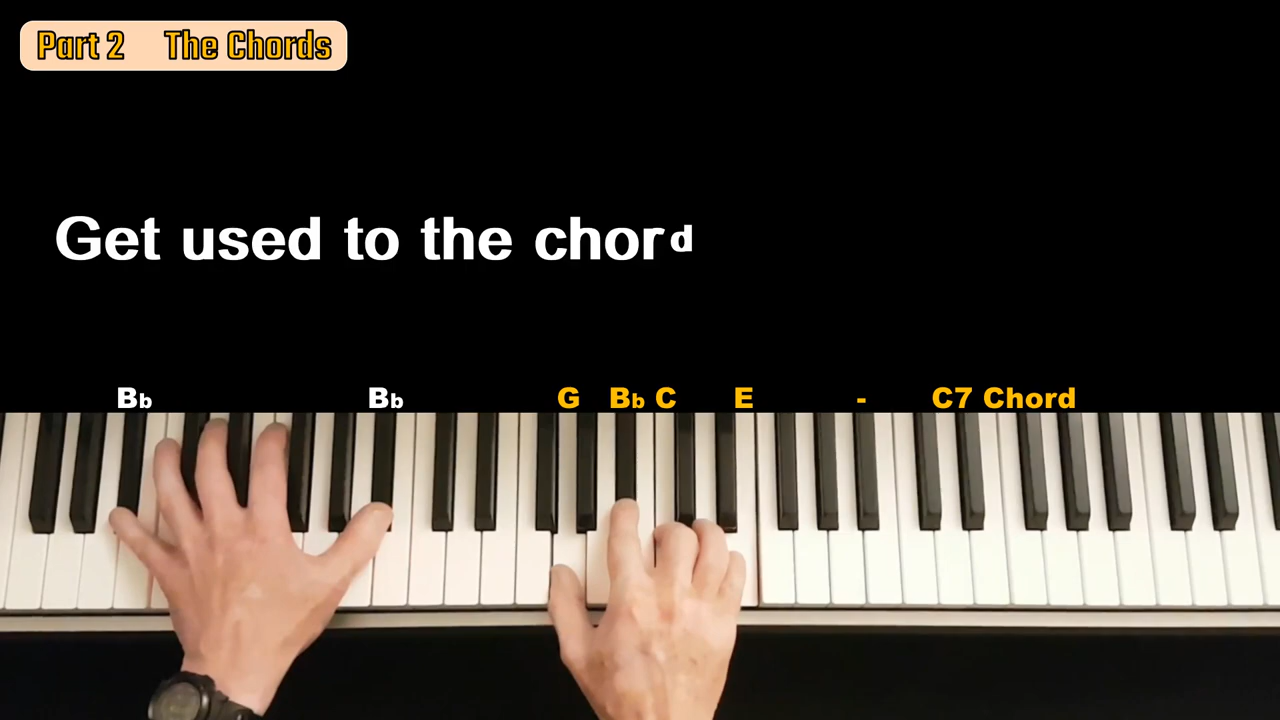 Part 2 The Chords
Get used to the chord
Bb Bb G Bb C E - C7 Chord